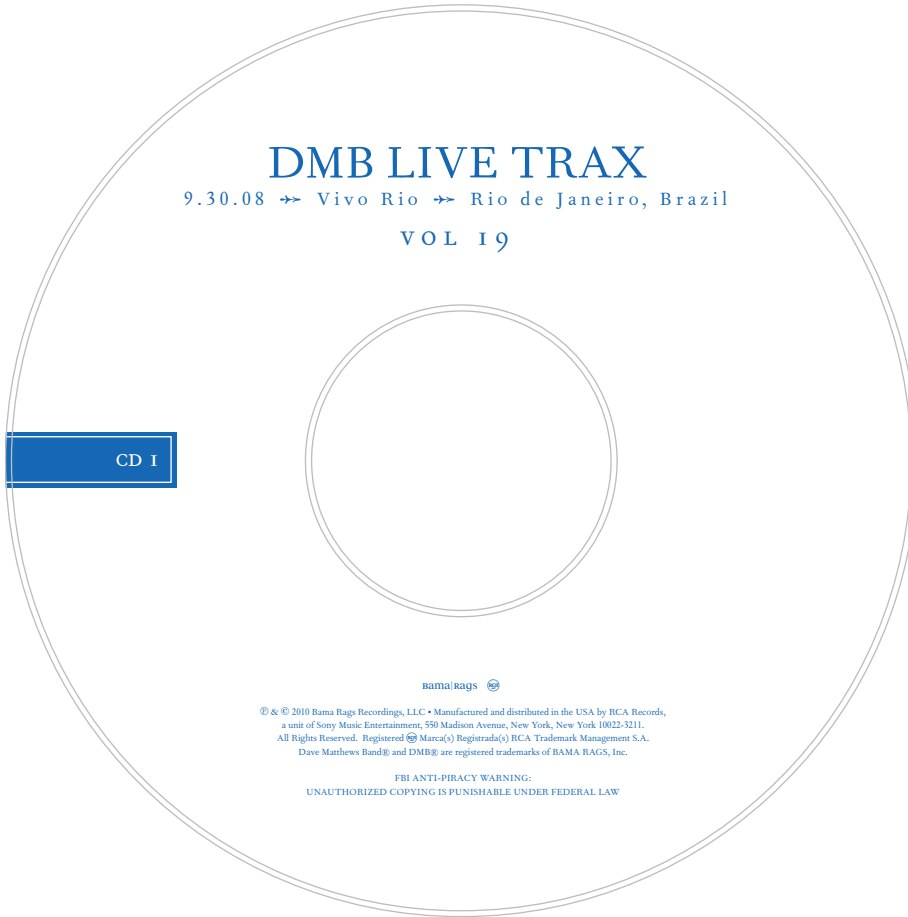 DMB LIVE TRAX
9.30.08 ➳ Vivo Rio ➳ Rio de Janeiro, Brazil
VOL 19
CD 1
Bama|Rags RCA
℗ & © 2010 Bama Rags Recordings, LLC • Manufactured and distributed in the USA by RCA Records,
a unit of Sony Music Entertainment, 550 Madison Avenue, New York, New York 10022-3211.
All Rights Reserved. Registered RCA Marca(s) Registrada(s) RCA Trademark Management S.A.
Dave Matthews Band® and DMB® are registered trademarks of BAMA RAGS, Inc.
FBI ANTI-PIRACY WARNING:
UNAUTHORIZED COPYING IS PUNISHABLE UNDER FEDERAL LAW